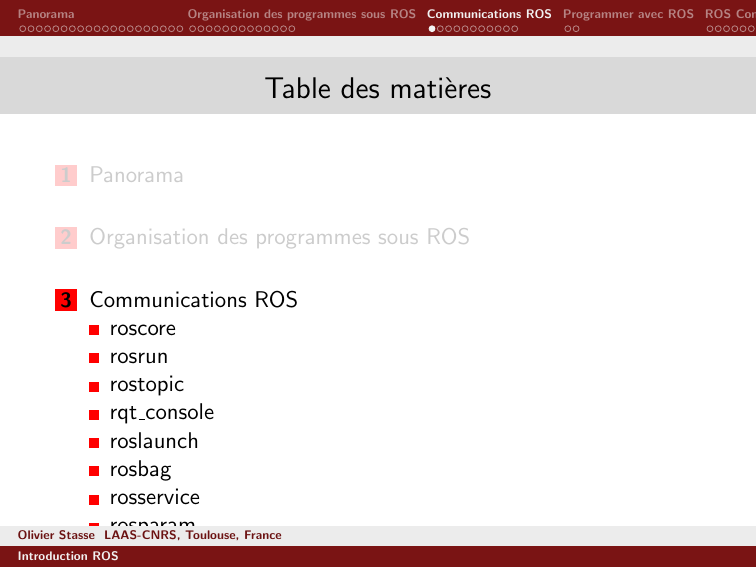 Panorama
Organisation des programmes sous ROS
Communications ROS
Programmer avec ROS
ROS Con
Table des matières
1 Panorama
2 Organisation des programmes sous ROS
3 Communications ROS
roscore
rosrun
rostopic
rqt_console
roslaunch
rosbag
rosservice
rosparam
Olivier Stasse LAAS-CNRS, Toulouse, France
Introduction ROS